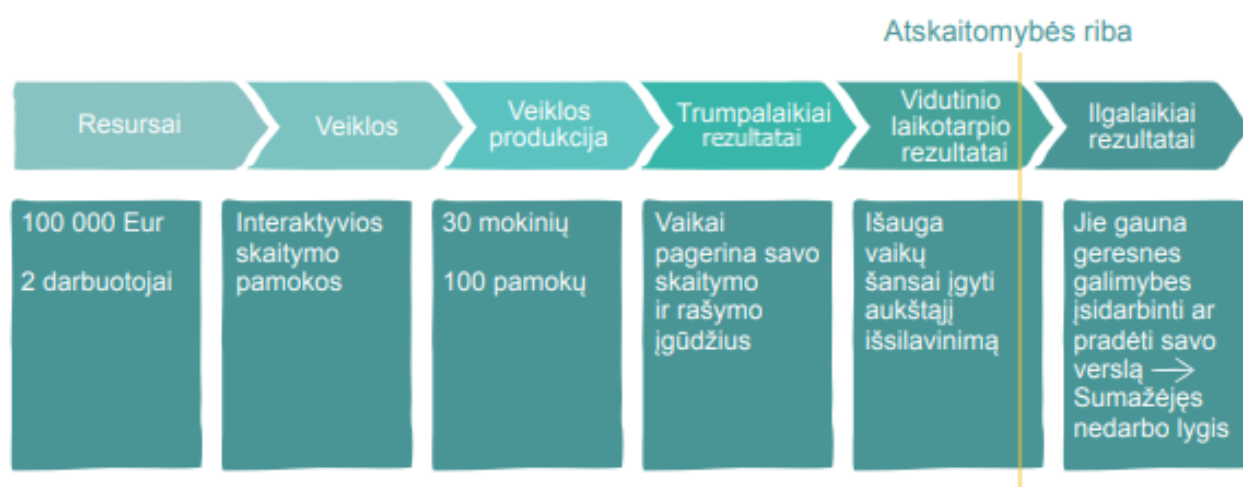 Atskaitomybės riba
Resursai
Veiklos
Veiklos
produkcija
Trumpalaikiai
rezultatai
Vidutinio
laikotarpio
rezultatai
Ilgalaikiai
rezultatai
100 000 Eur
2 darbuotojai
Interaktyvios
skaitymo
pamokos
30 mokinių
100 pamokų
Vaikai
pagerina savo
skaitymo
ir rašymo
įgūdžius
Išauga
vaikų
šansai įgyti
aukštąjį
išsilavinimą
Jie gauna
geresnes
galimybes
įsidarbinti ar
pradėti savo
verslą →
Sumažėjęs
nedarbo lygis